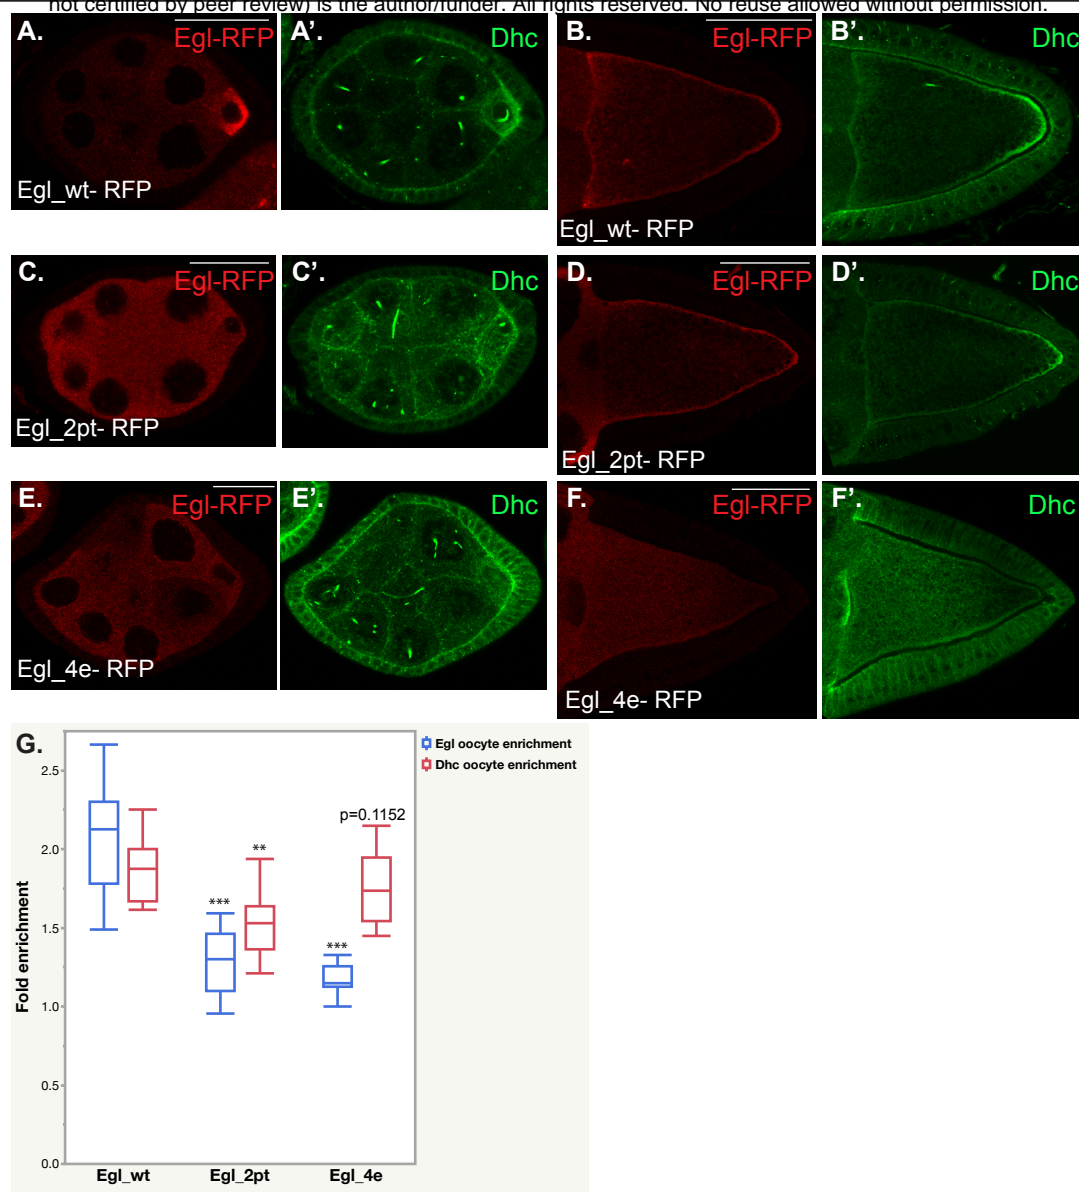 not certified by peer review) is the author/funder. All rights reserved. No reuse allowed without permission.
A. Egl-RFP
Egl_wt- RFP
A'. Dhc
B. Egl-RFP
Egl_wt- RFP
B'. Dhc
C. Egl-RFP
Egl_2pt- RFP
C'. Dhc
D. Egl-RFP
Egl_2pt- RFP
D'. Dhc
E. Egl-RFP
Egl_4e- RFP
E'. Dhc
F. Egl-RFP
Egl_4e- RFP
F'. Dhc
G.
Egl oocyte enrichment
Dhc oocyte enrichment
Fold enrichment
2.5
2.0
1.5
1.0
0.5
0.0
***
**
***
p=0.1152
Egl_wt Egl_2pt Egl_4e